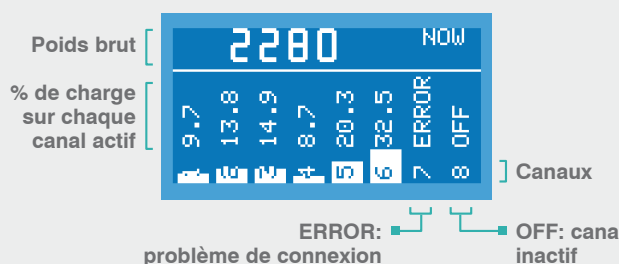 Poids brut
2280 NOW
% de charge
sur chaque
canal actif
9.7 13.8 14.9 8.7 20.3 32.5 ERROR OFF
1 2 3 4 5 6 7 8
Canaux
ERROR:
problème de connexion
OFF: cana
inactif